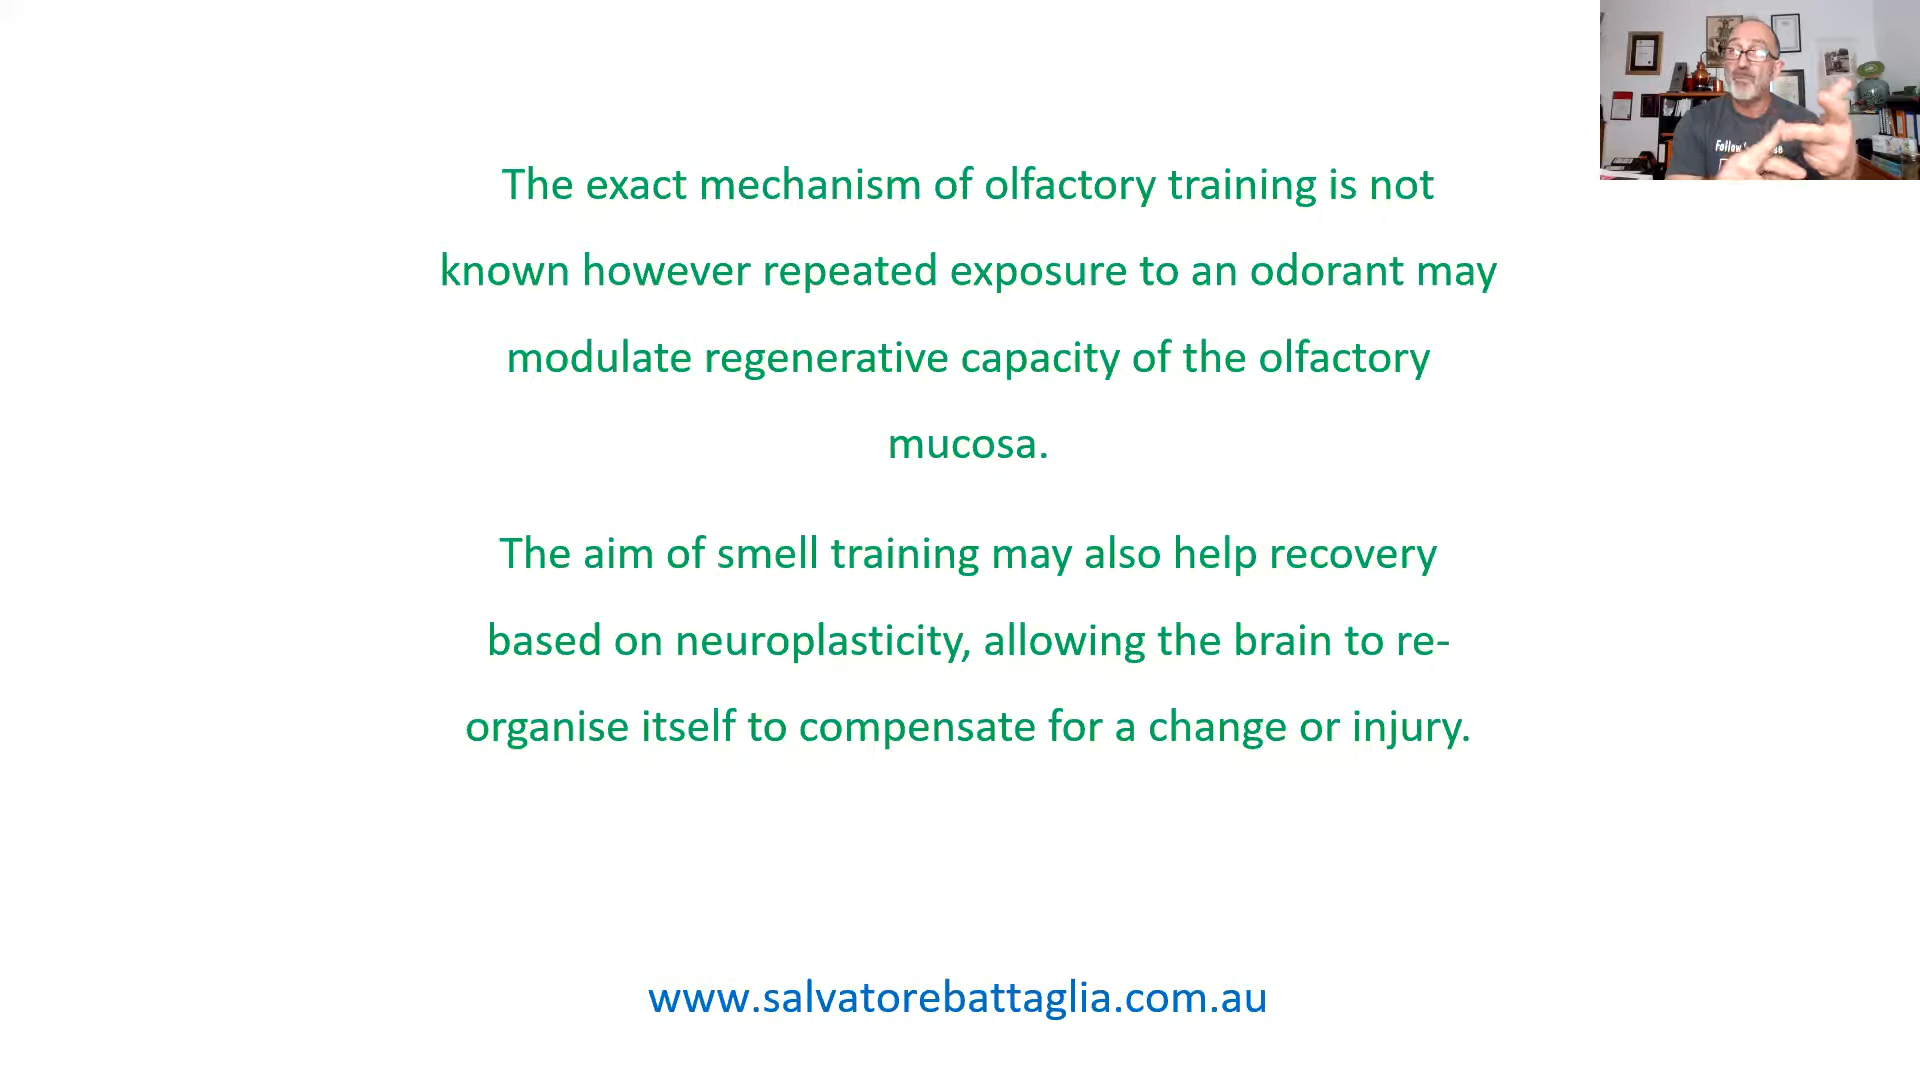 The exact mechanism of olfactory training is not
known however repeated exposure to an odorant may
modulate regenerative capacity of the olfactory
mucosa.
The aim of smell training may also help recovery
based on neuroplasticity, allowing the brain to re-
organise itself to compensate for a change or injury.
www.salvatorebattaglia.com.au